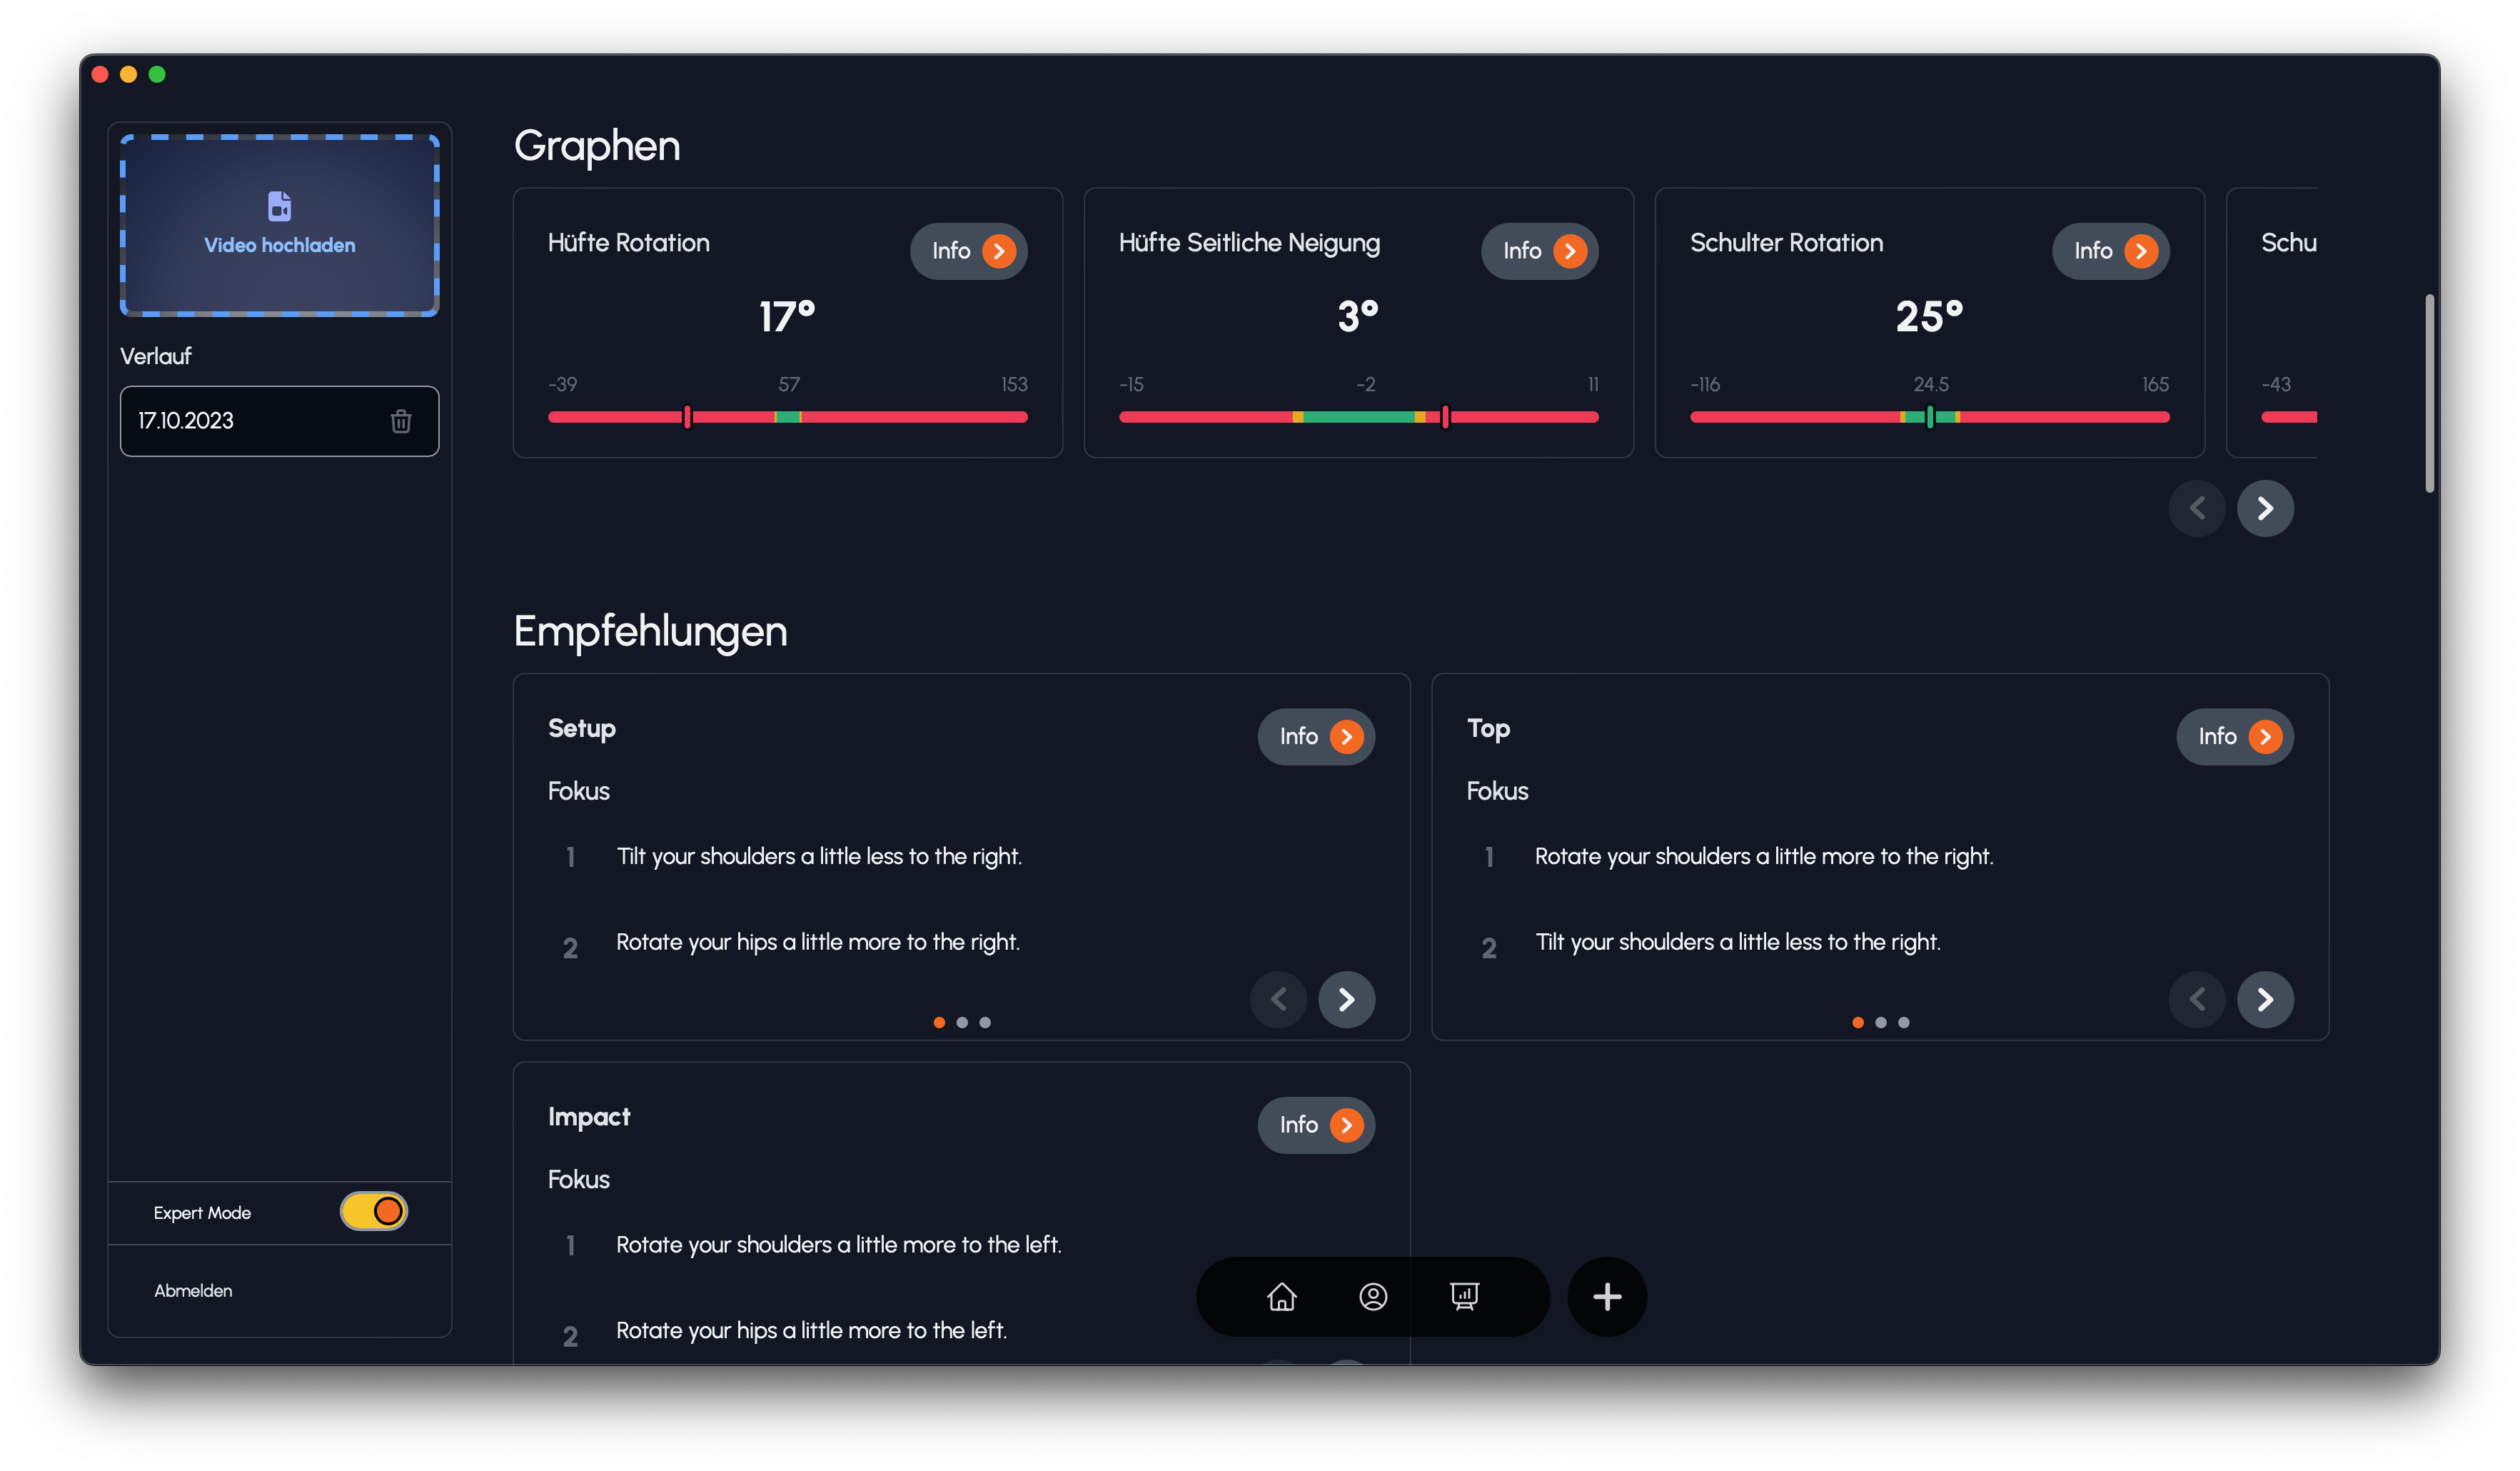 Video hochladen
Verlauf
17.10.2023
Expert Mode
Abmelden
Graphen
Hüfte Rotation
Info
17°
-39 57 153
Hüfte Seitliche Neigung
Info
3°
-15 -2 11
Schulter Rotation
Info
25°
-116 24.5 165
Schu
-43
Empfehlungen
Setup
Info
Fokus
1 Tilt your shoulders a little less to the right.
2 Rotate your hips a little more to the right.
Top
Info
Fokus
1 Rotate your shoulders a little more to the right.
2 Tilt your shoulders a little less to the right.
Impact
Info
Fokus
1 Rotate your shoulders a little more to the left.
2 Rotate your hips a little more to the left.